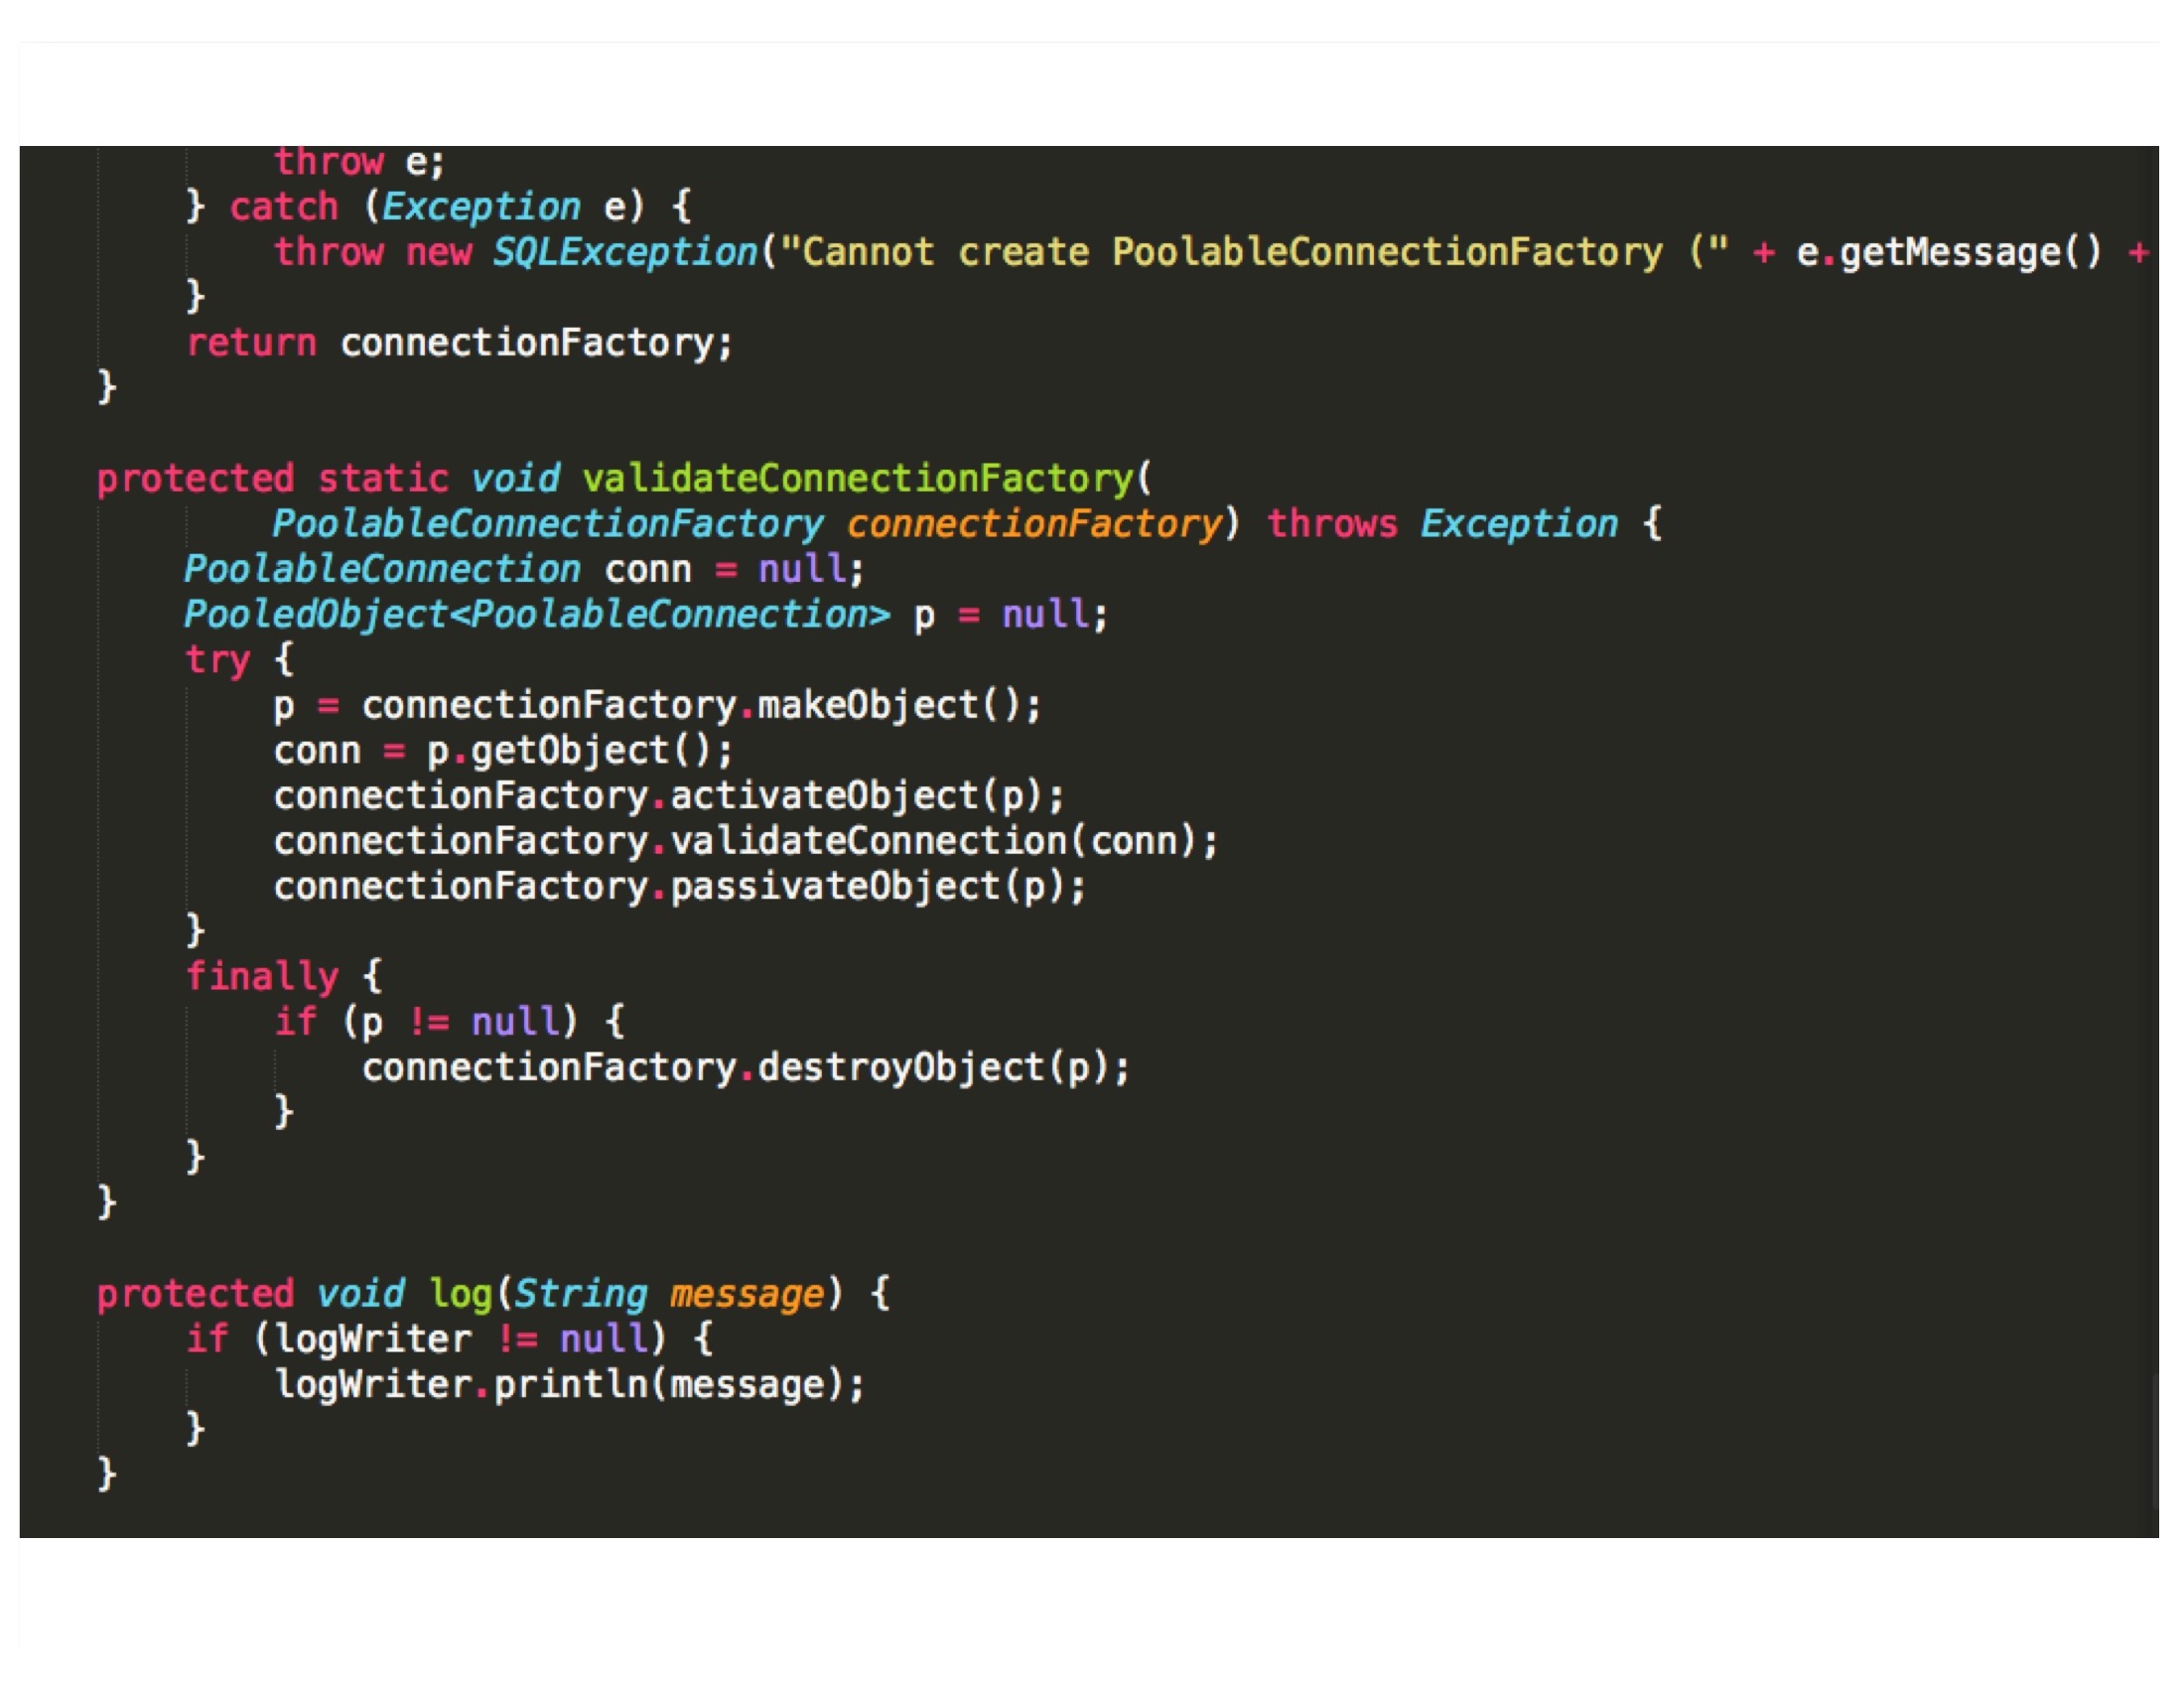 throw e;
} catch (Exception e) {
throw new SQLException("Cannot create PoolableConnectionFactory (" + e.getMessage() +
}
return connectionFactory;
}
protected static void validateConnectionFactory(
PoolableConnectionFactory connectionFactory) throws Exception {
PoolableConnection conn = null;
PooledObject<PoolableConnection> p = null;
try {
p = connectionFactory.makeObject();
conn = p.getObject();
connectionFactory.activateObject(p);
connectionFactory.validateConnection(conn);
connectionFactory.passivateObject(p);
}
finally {
if (p != null) {
connectionFactory.destroyObject(p);
}
}
}
protected void log(String message) {
if (logWriter != null) {
logWriter.println(message);
}
}